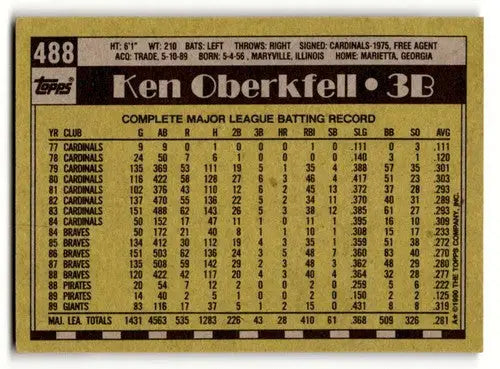 488
HT: 6'1" WT: 210 BATS: LEFT THROWS: RIGHT SIGNED: CARDINALS-1975, FREE AGENT
ACQ: TRADE, 5-10-89 BORN: 5-4-56, MARYVILLE, ILLINOIS HOME: MARIETTA, GEORGIA
TOPPS
Ken Oberkfell • 3B
COMPLETE MAJOR LEAGUE BATTING RECORD
YR CLUB G AB R H 2B 3B HR RBI SB SLG BB SO AVG
77 CARDINALS 9 9 0 1 0 0 0 1 0 .111 0 3 .111
78 CARDINALS 24 50 7 6 1 0 0 0 0 .140 3 1 .120
79 CARDINALS 135 369 53 111 19 5 1 35 4 .388 57 35 .301
80 CARDINALS 116 422 58 128 27 6 3 46 4 .417 51 23 .303
81 CARDINALS 102 376 43 110 12 6 2 45 13 .372 37 28 .293
82 CARDINALS 137 470 55 136 22 5 2 34 11 .370 40 31 .289
83 CARDINALS 151 488 62 143 26 5 3 38 12 .385 61 27 .293
84 CARDINALS 50 152 17 47 11 1 0 11 1 .395 16 10 .309
84 BRAVES 50 172 21 40 8 1 1 10 1 .308 15 17 .233
85 BRAVES 134 412 30 112 19 4 3 35 1 .359 51 38 .272
86 BRAVES 151 503 62 136 24 3 5 48 7 .360 83 40 .270
87 BRAVES 135 508 59 142 29 2 3 48 3 .362 48 29 .280
88 BRAVES 120 422 42 117 20 4 3 40 4 .365 32 28 .277
88 PIRATES 20 54 7 12 2 0 0 2 0 .259 5 6 .222
89 PIRATES 14 40 2 5 1 0 0 2 0 .150 2 2 .125
89 GIANTS 83 116 17 37 5 1 2 15 0 .431 8 8 .319
MAJ. LEA. TOTALS 1431 4563 535 1283 226 43 28 410 61 .368 509 326 .281
A★ ©1990 THE TOPPS COMPANY, INC.